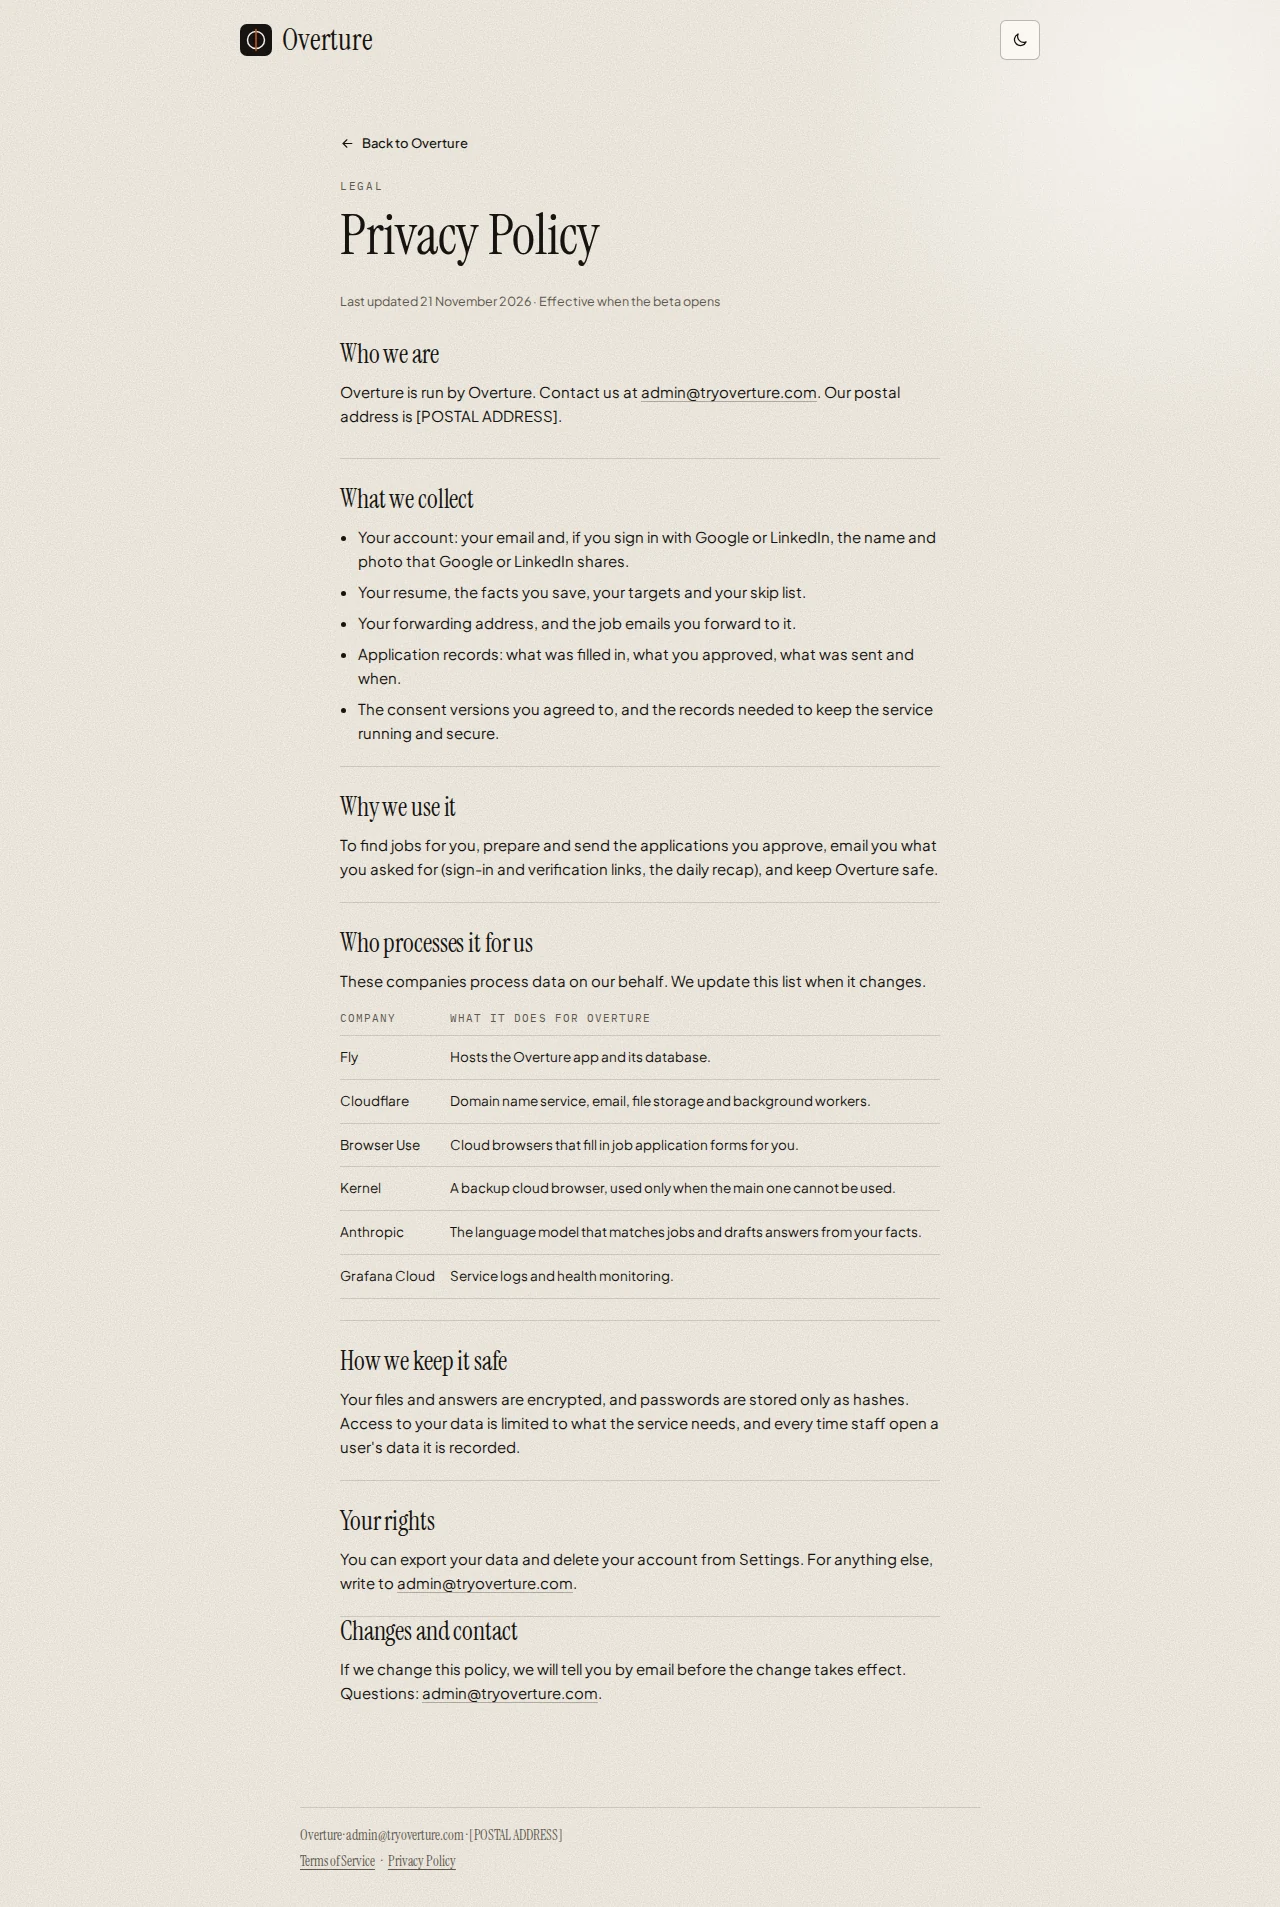 Overture
← Back to Overture
LEGAL
Privacy Policy
Last updated 21 November 2026 · Effective when the beta opens
Who we are
Overture is run by Overture. Contact us at admin@tryoverture.com. Our postal
address is [POSTAL ADDRESS].
What we collect
• Your account: your email and, if you sign in with Google or LinkedIn, the name and
photo that Google or LinkedIn shares.
• Your resume, the facts you save, your targets and your skip list.
• Your forwarding address, and the job emails you forward to it.
• Application records: what was filled in, what you approved, what was sent and
when.
• The consent versions you agreed to, and the records needed to keep the service
running and secure.
Why we use it
To find jobs for you, prepare and send the applications you approve, email you what
you asked for (sign-in and verification links, the daily recap), and keep Overture safe.
Who processes it for us
These companies process data on our behalf. We update this list when it changes.
COMPANY WHAT IT DOES FOR OVERTURE
Fly Hosts the Overture app and its database.
Cloudflare Domain name service, email, file storage and background workers.
Browser Use Cloud browsers that fill in job application forms for you.
Kernel A backup cloud browser, used only when the main one cannot be used.
Anthropic The language model that matches jobs and drafts answers from your facts.
Grafana Cloud Service logs and health monitoring.
How we keep it safe
Your files and answers are encrypted, and passwords are stored only as hashes.
Access to your data is limited to what the service needs, and every time staff open a
user's data it is recorded.
Your rights
You can export your data and delete your account from Settings. For anything else,
write to admin@tryoverture.com.
Changes and contact
If we change this policy, we will tell you by email before the change takes effect.
Questions: admin@tryoverture.com.
Overture · admin@tryoverture.com · [POSTAL ADDRESS]
Terms of Service · Privacy Policy